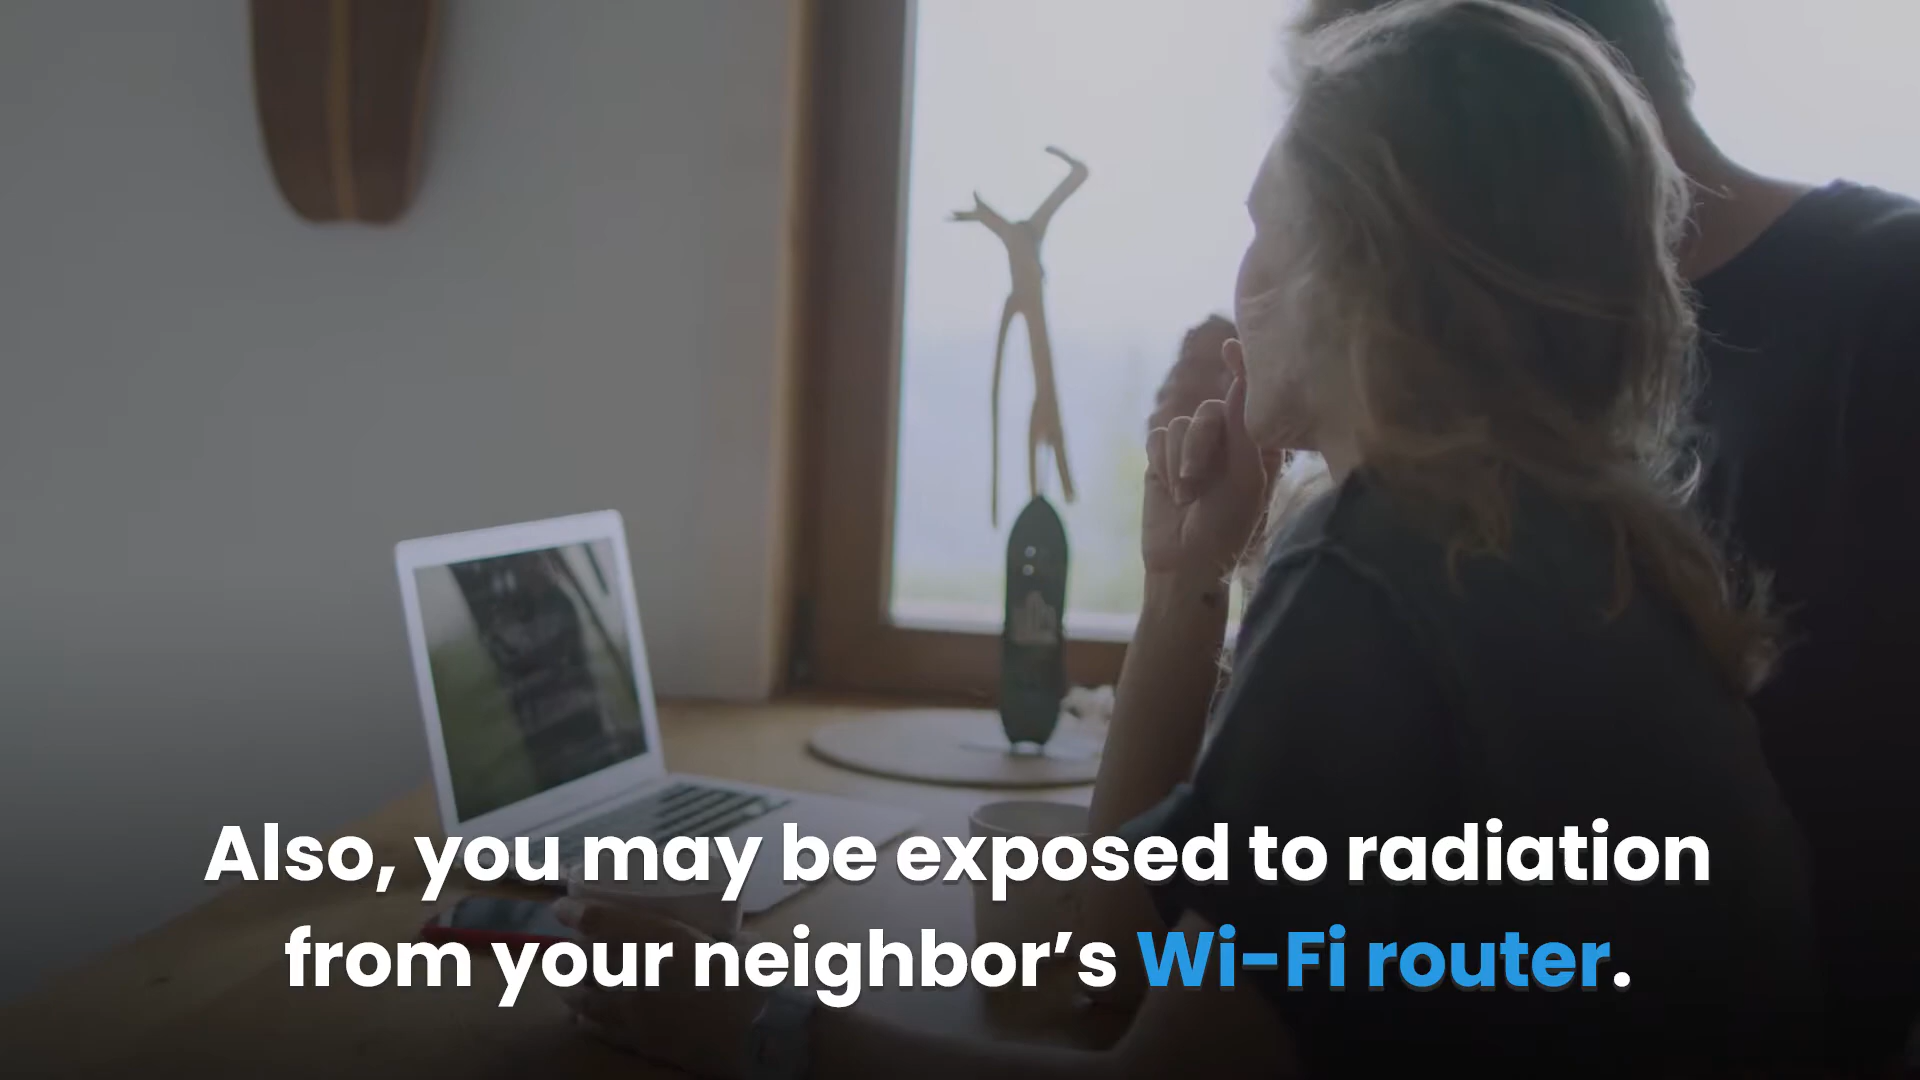 Also, you may be exposed to radiation
from your neighbor’s Wi-Fi router.